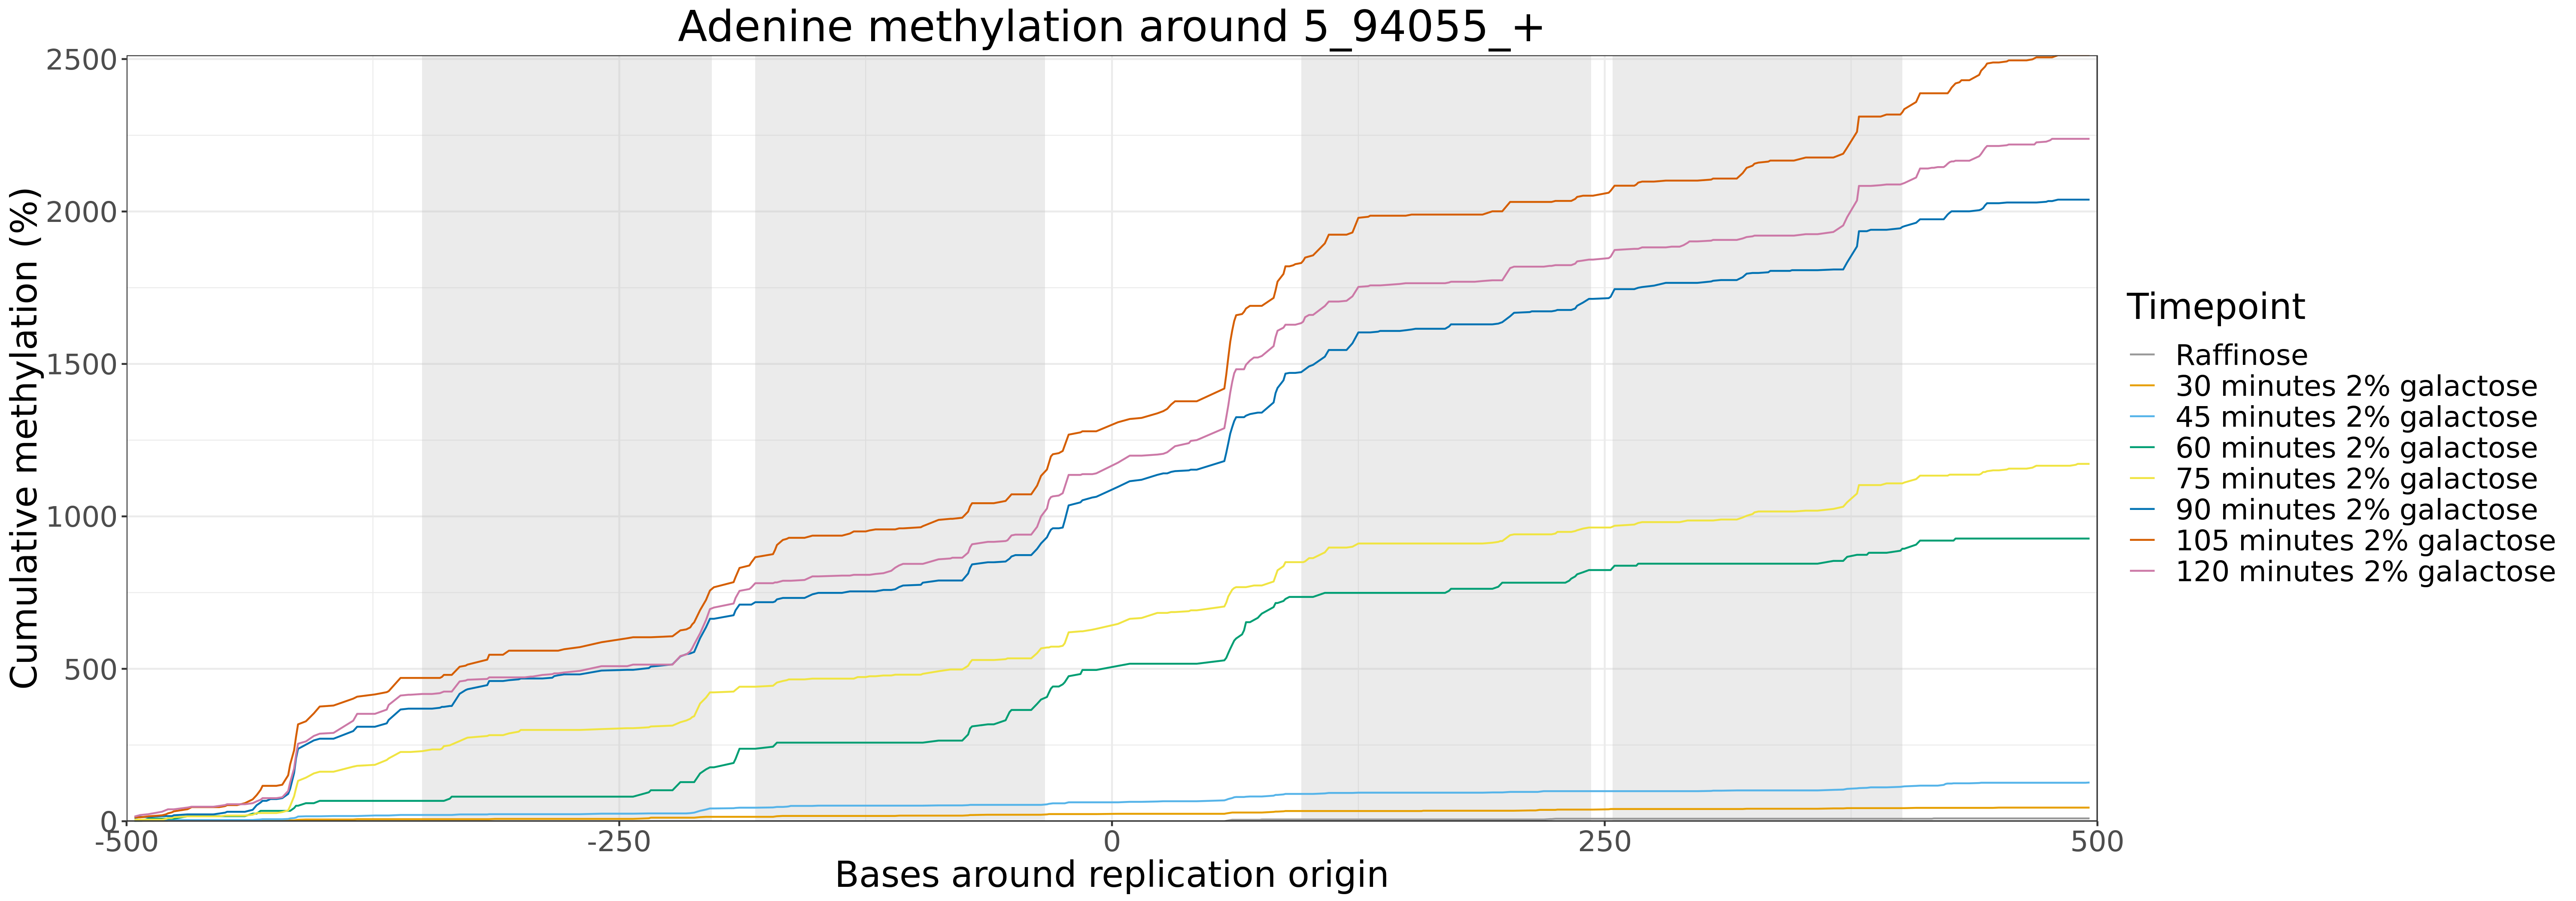 Adenine methylation around 5_94055_+
Cumulative methylation (%)
2500
2000
1500
1000
500
0
-500
-250
0
250
500
Bases around replication origin
Timepoint
Raffinose
30 minutes 2% galactose
45 minutes 2% galactose
60 minutes 2% galactose
75 minutes 2% galactose
90 minutes 2% galactose
105 minutes 2% galactose
120 minutes 2% galactose